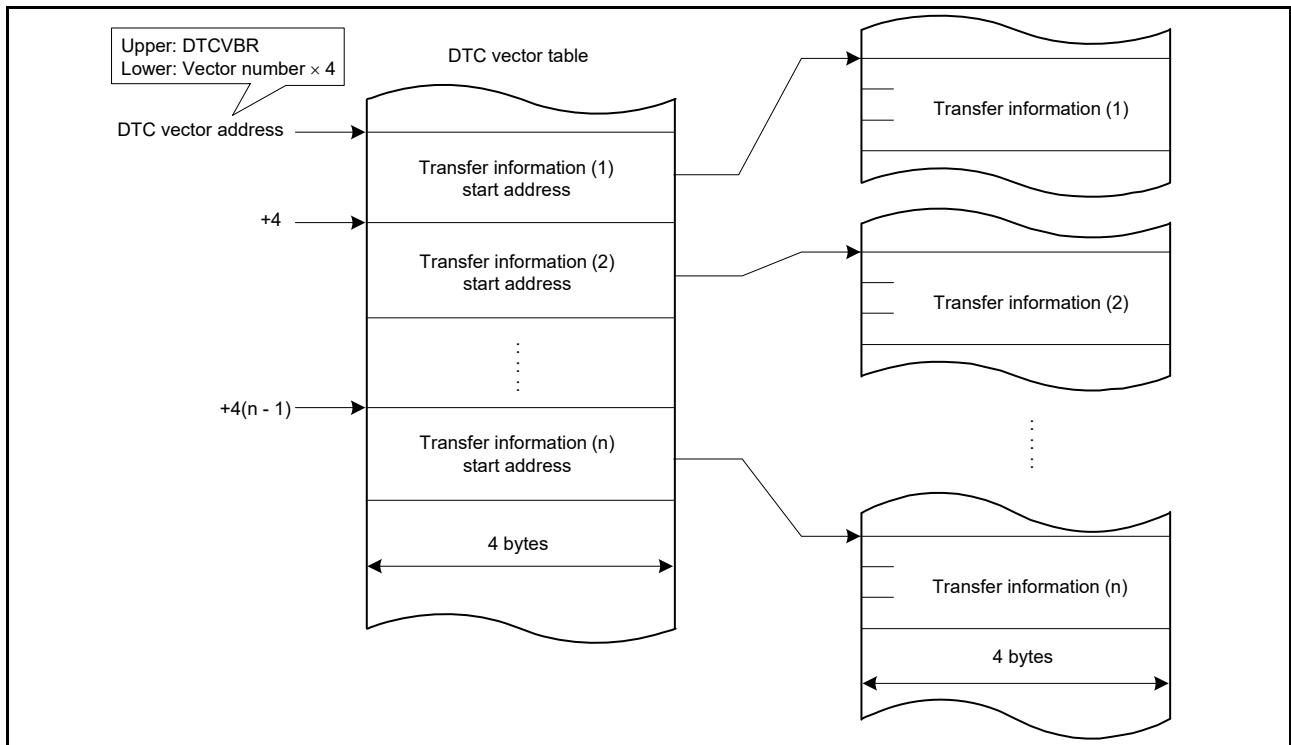 Upper: DTCVBR
Lower: Vector number × 4
DTC vector table
DTC vector address
Transfer information (1)
start address
+4
Transfer information (2)
start address
+4(n - 1)
Transfer information (n)
start address
4 bytes
Transfer information (1)
Transfer information (2)
Transfer information (n)
4 bytes